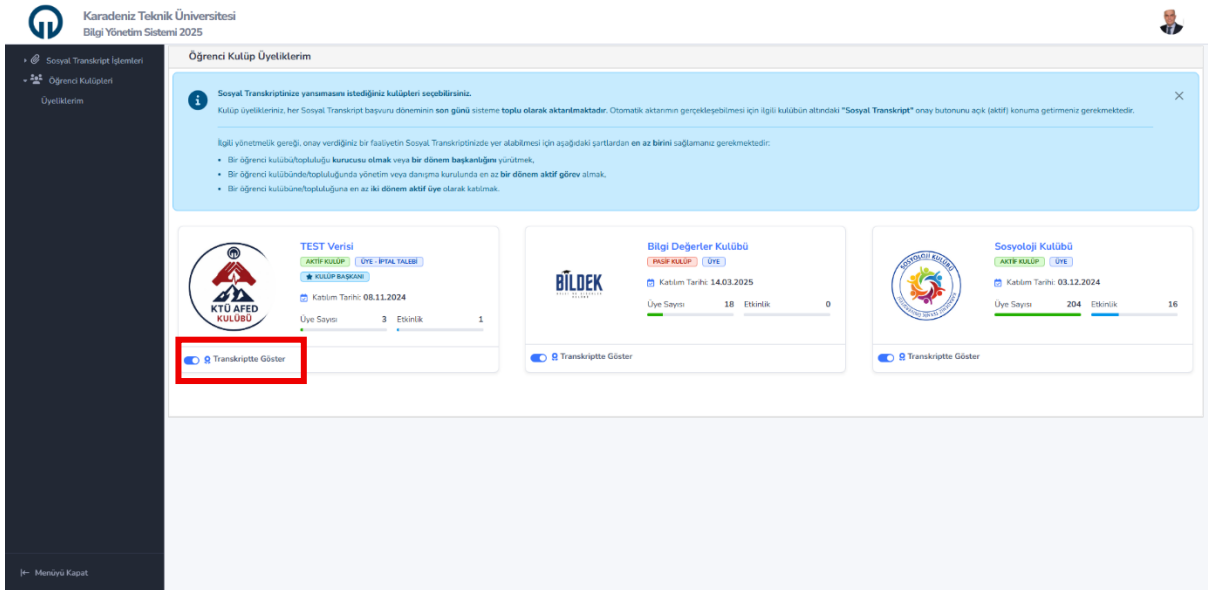 Karadeniz Teknik Üniversitesi
Bilgi Yönetim Sistemi 2025
Sosyal Transkript İşlemleri
Öğrenci Kulüpleri
Üyeliklerim
Menüyü Kapat
Öğrenci Kulüp Üyeliklerim
Sosyal Transkriptinize yansımasını istediğiniz kulüpleri seçebilirsiniz.
Kulüp üyelikleriniz, her Sosyal Transkript başvuru döneminin son günü sisteme toplu olarak aktarılmaktadır. Otomatik aktarımın gerçekleşebilmesi için ilgili kulübün altındaki "Sosyal Transkript" onay butonunu açık (aktif) konuma getirmeniz gerekmektedir.
İlgili yönetmelik gereği, onay verdiğiniz bir faaliyetin Sosyal Transkriptinizde yer alabilmesi için aşağıdaki şartlardan en az birini sağlamanız gerekmektedir:
• Bir öğrenci kulübü/topluluğu kurucusu olmak veya bir dönem başkanlığını yürütmek,
• Bir öğrenci kulübünde/topluluğunda yönetim veya danışma kurulunda en az bir dönem aktif görev almak,
• Bir öğrenci kulübüne/topluluğuna en az iki dönem aktif üye olarak katılmak.
KTÜ AFED
KULÜBÜ
TEST Verisi
AKTİF KULÜP ÜYE - İPTAL TALEBİ
KULÜP BAŞKANI
Katılım Tarihi: 08.11.2024
Üye Sayısı 3 Etkinlik 1
Transkriptte Göster
BİLDEK
Bilgi Değerler Kulübü
PASİF KULÜP ÜYE
Katılım Tarihi: 14.03.2025
Üye Sayısı 18 Etkinlik 0
Transkriptte Göster
SOSYOLOJİ KULÜBÜ
Sosyoloji Kulübü
AKTİF KULÜP ÜYE
Katılım Tarihi: 03.12.2024
Üye Sayısı 204 Etkinlik 16
Transkriptte Göster